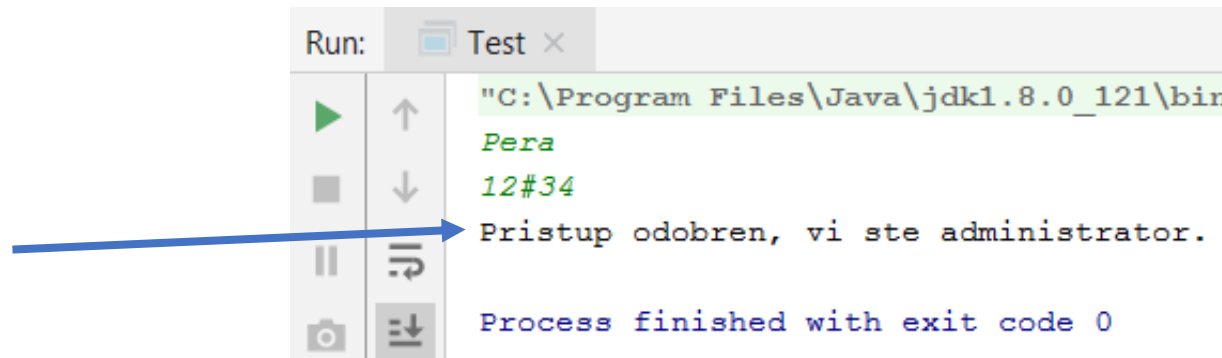 Run: Test
"C:\Program Files\Java\jdk1.8.0_121\bin
Pera
12#34
Pristup odobren, vi ste administrator.
Process finished with exit code 0